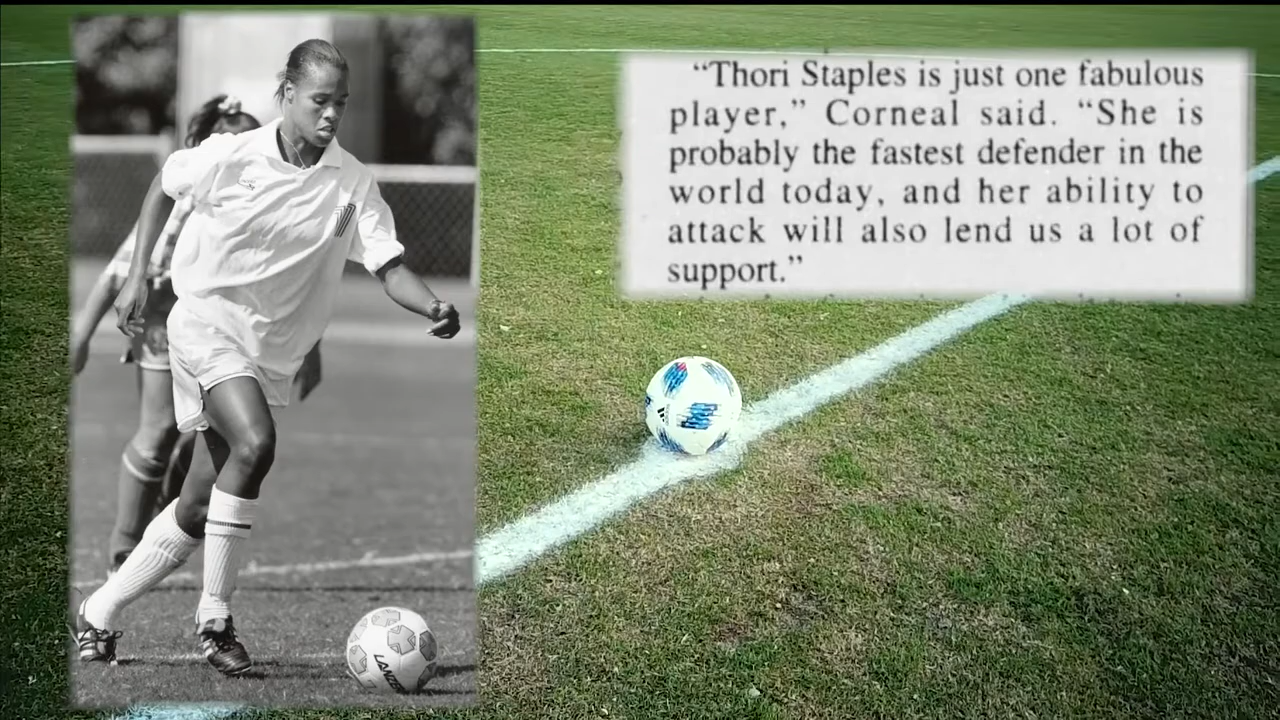 “Thori Staples is just one fabulous
player,” Corneal said. “She is
probably the fastest defender in the
world today, and her ability to
attack will also lend us a lot of
support.”
7